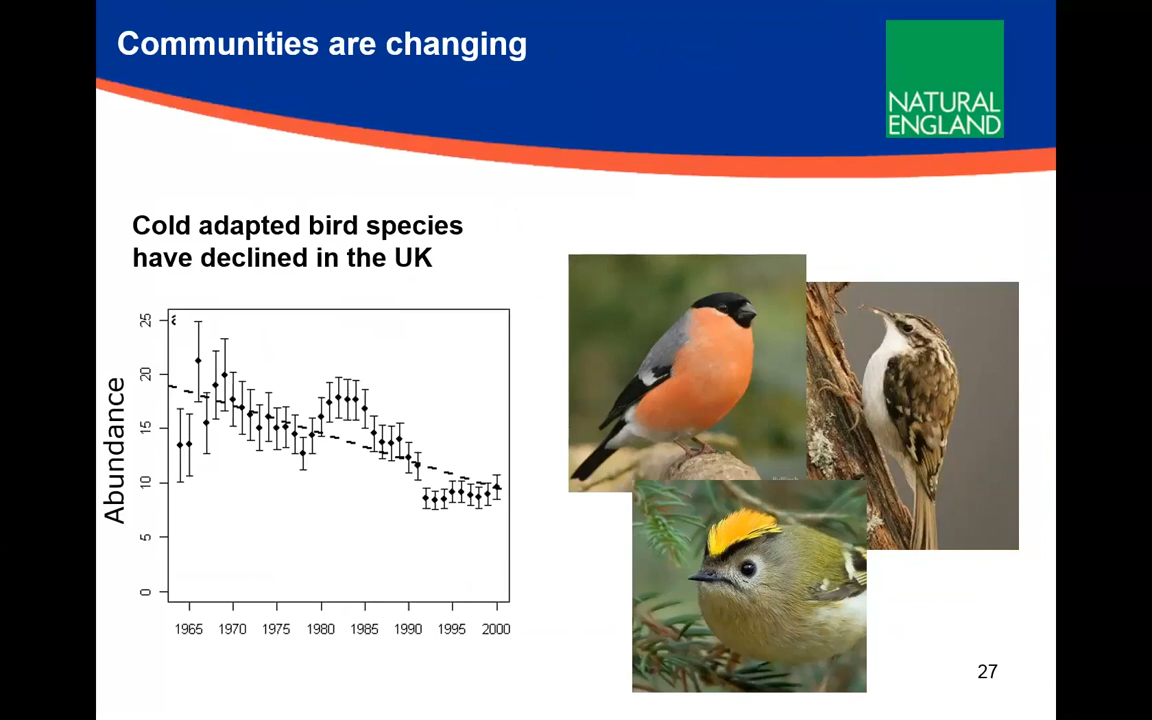 Communities are changing
NATURAL
ENGLAND
Cold adapted bird species
have declined in the UK
Abundance
25
20
15
10
5
0
1965 1970 1975 1980 1985 1990 1995 2000
27